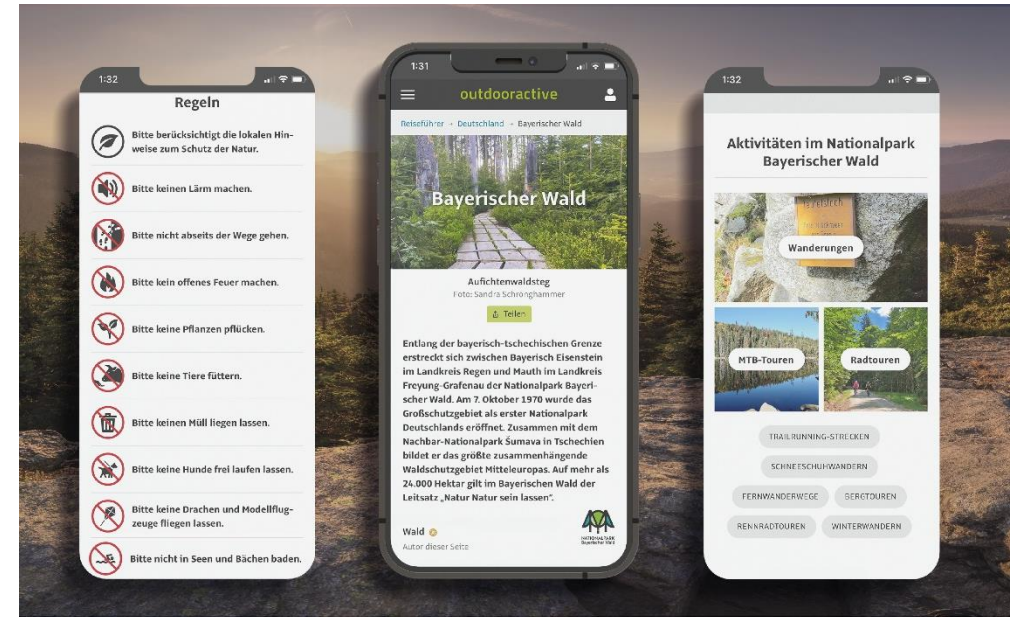 1:32
Regeln
Bitte berücksichtigt die lokalen Hin-
weise zum Schutz der Natur.
Bitte keinen Lärm machen.
Bitte nicht abseits der Wege gehen.
Bitte kein offenes Feuer machen.
Bitte keine Pflanzen pflücken.
Bitte keine Tiere füttern.
Bitte keinen Müll liegen lassen.
Bitte keine Hunde frei laufen lassen.
Bitte keine Drachen und Modellflug-
zeuge fliegen lassen.
Bitte nicht in Seen und Bächen baden.
1:31
outdooractive
Reiseführer Deutschland Bayerischer Wald
Bayerischer Wald
Aufichtenwaldsteg
Foto: Sandra Schrönghammer
Teilen
Entlang der bayerisch-tschechischen Grenze
erstreckt sich zwischen Bayerisch Eisenstein
im Landkreis Regen und Mauth im Landkreis
Freyung-Grafenau der Nationalpark Bayeri-
scher Wald. Am 7. Oktober 1970 wurde das
Großschutzgebiet als erster Nationalpark
Deutschlands eröffnet. Zusammen mit dem
Nachbar-Nationalpark Šumava in Tschechien
bildet er das größte zusammenhängende
Waldschutzgebiet Mitteleuropas. Auf mehr als
24.000 Hektar gilt im Bayerischen Wald der
Leitsatz „Natur Natur sein lassen“.
Wald
Autor dieser Seite
NATIONALPARK
Bayerischer Wald
1:32
Aktivitäten im Nationalpark
Bayerischer Wald
Wanderungen
MTB-Touren
Radtouren
TRAILRUNNING-STRECKEN
SCHNEESCHUHWANDERN
FERNWANDERWEGE
BERGTOUREN
RENNRADTOUREN
WINTERWANDERN